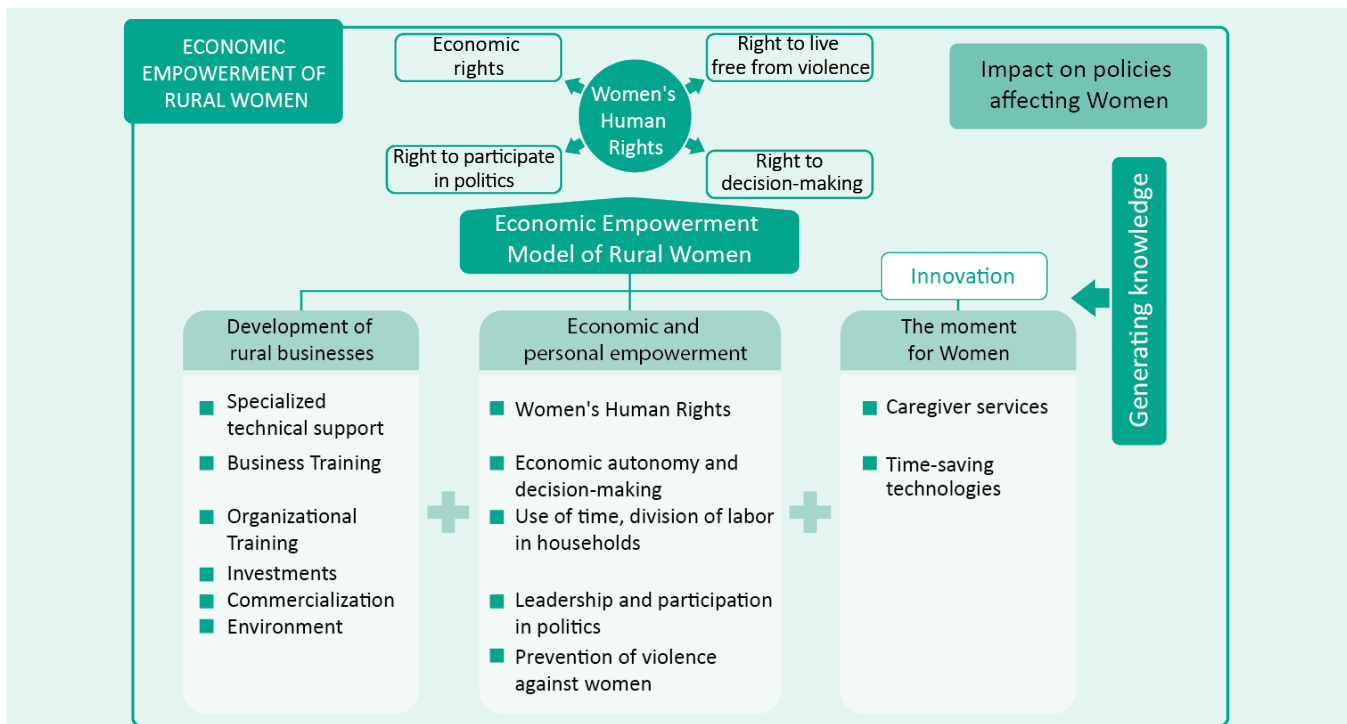 ECONOMIC
EMPOWERMENT OF
RURAL WOMEN
Economic
rights
Right to live
free from violence
Women's
Human
Rights
Right to participate
in politics
Right to
decision-making
Impact on policies
affecting Women
Economic Empowerment
Model of Rural Women
Innovation
Generating knowledge
Development of
rural businesses
Specialized
technical support
Business Training
Organizational
Training
Investments
Commercialization
Environment
Economic and
personal empowerment
Women's Human Rights
Economic autonomy and
decision-making
Use of time, division of labor
in households
Leadership and participation
in politics
Prevention of violence
against women
The moment
for Women
Caregiver services
Time-saving
technologies